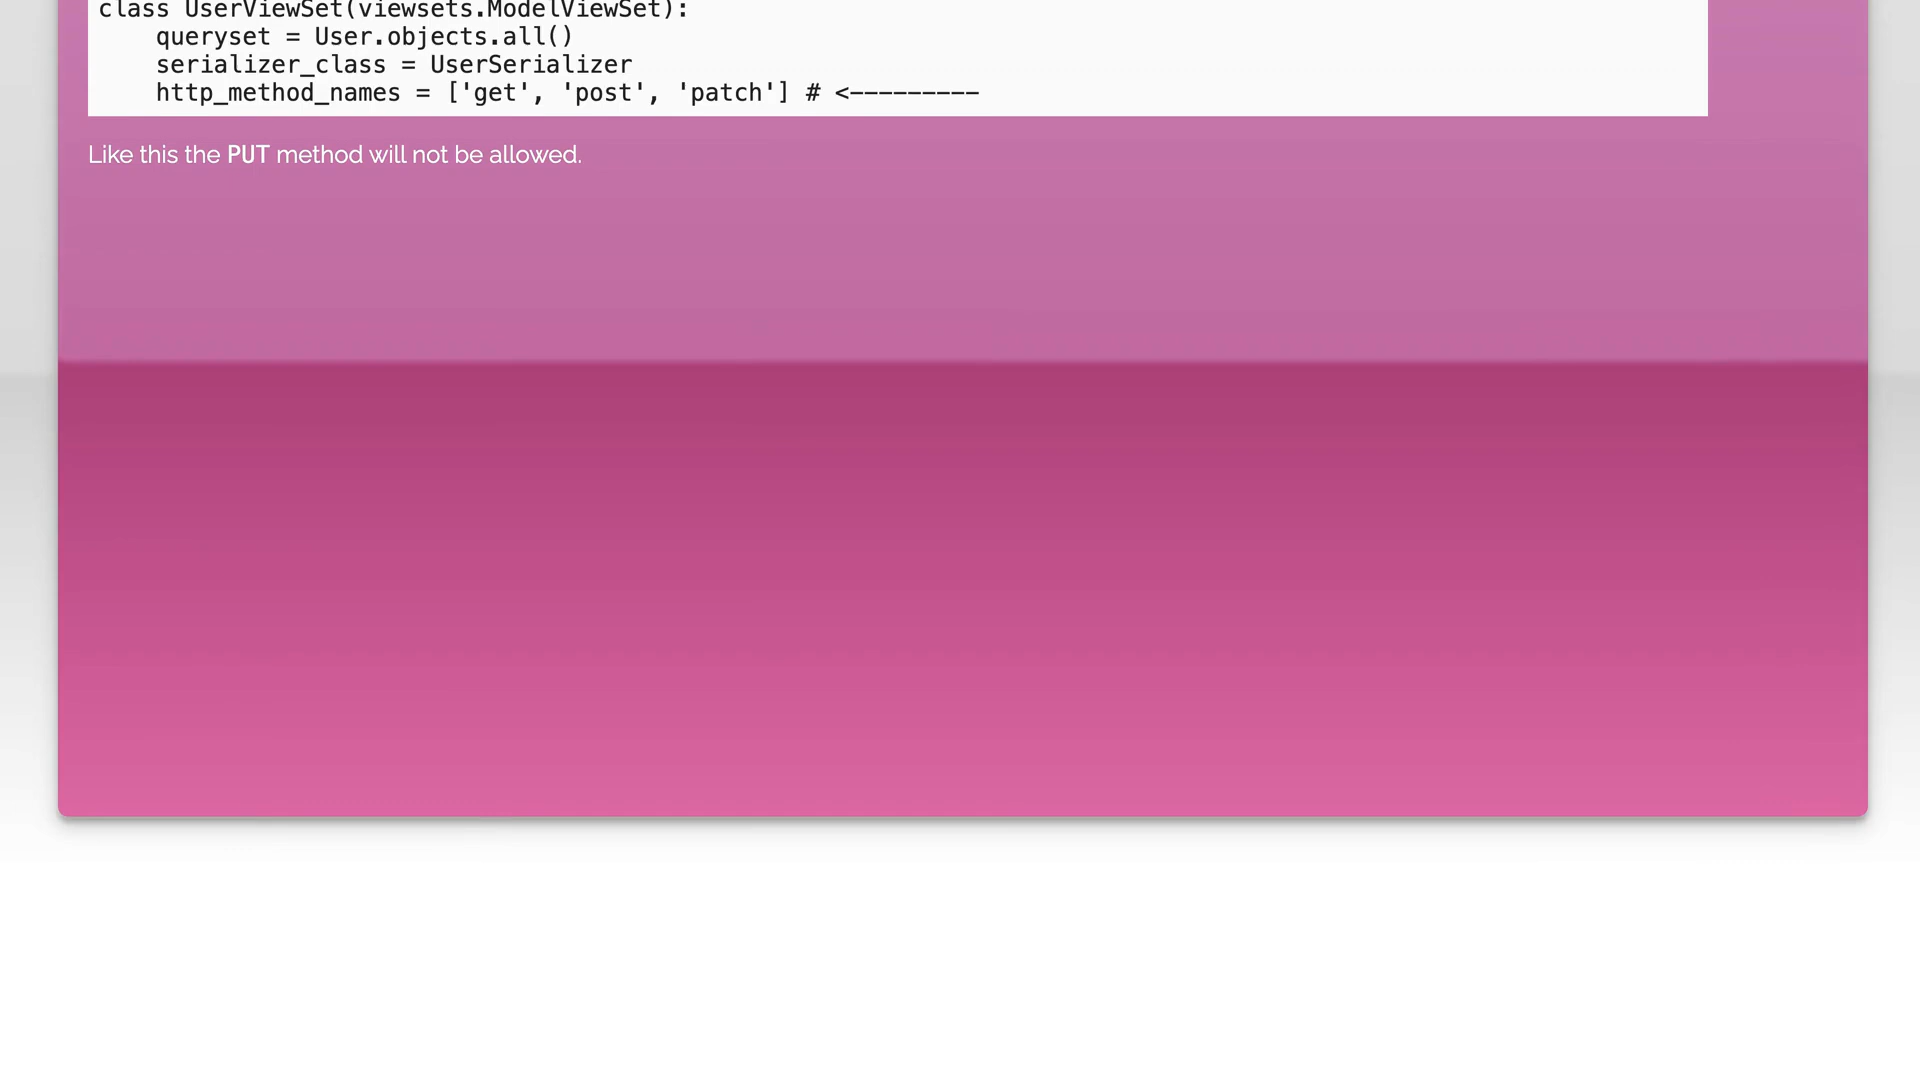 class UserViewSet(viewsets.ModelViewSet):
    queryset = User.objects.all()
    serializer_class = UserSerializer
    http_method_names = ['get', 'post', 'patch'] # <---------
Like this the PUT method will not be allowed.